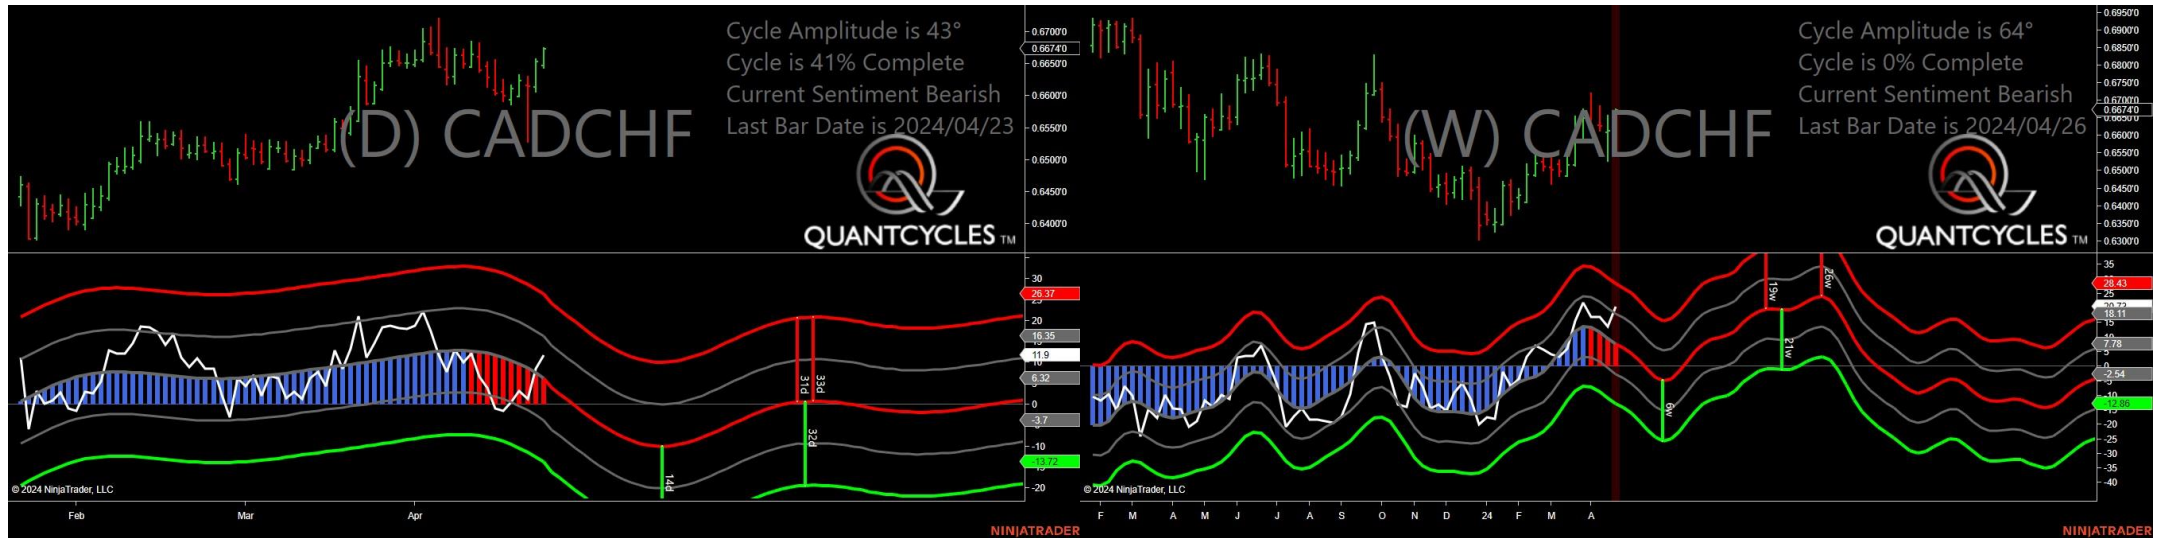 Cycle Amplitude is 43°
Cycle is 41% Complete
Current Sentiment Bearish
Last Bar Date is 2024/04/23
(D) CADCHF
QUANTCYCLES TM
0.6700'0
0.6674'0
0.6650'0
0.6600'0
0.6550'0
0.6500'0
0.6450'0
0.6400'0
30
26.37
20
16.35
11.9
6.32
0
-3.7
-10
-13.72
-20
31d
33d
32d
14d
© 2024 NinjaTrader, LLC
Feb
Mar
Apr
NINJATRADER
Cycle Amplitude is 64°
Cycle is 0% Complete
Current Sentiment Bearish
Last Bar Date is 2024/04/26
(W) CADCHF
QUANTCYCLES TM
0.6950'0
0.6900'0
0.6850'0
0.6800'0
0.6750'0
0.6700'0
0.6674'0
0.6650'0
0.6600'0
0.6550'0
0.6500'0
0.6450'0
0.6400'0
0.6350'0
0.6300'0
35
28.43
25
18.11
15
7.78
5
-2.54
-10
-12.86
-20
-25
-30
-35
-40
19w
26w
21w
6w
© 2024 NinjaTrader, LLC
F
M
A
M
J
J
A
S
O
N
D
24
F
M
A
NINJATRADER